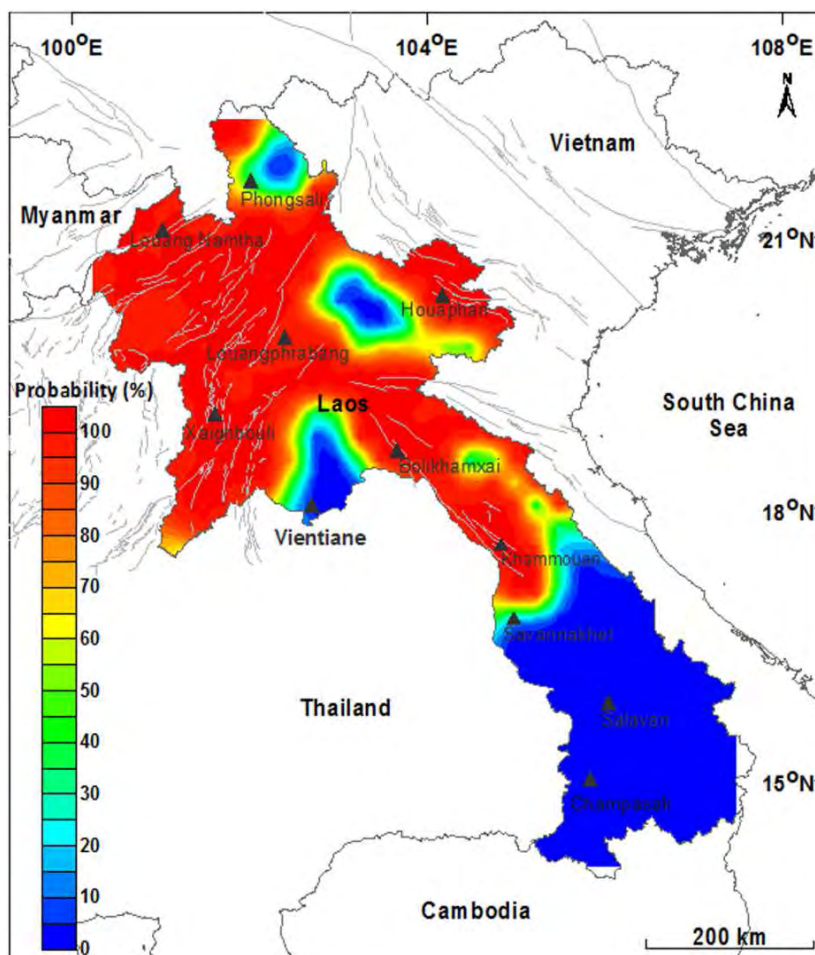 100°E 104°E 108°E
N
Vietnam
Phongsali
Myanmar
Louang Namtha
21°N
Houaphan
Louangphrabang
Probability (%)
Laos
South China
Sea
100
Xaighbouli
90
Bolikhamxai
80
18°N
Vientiane
Khammouan
70
60
Savannakhet
50
Thailand
Salavan
40
30
15°N
Champasak
20
10
Cambodia
0
200 km